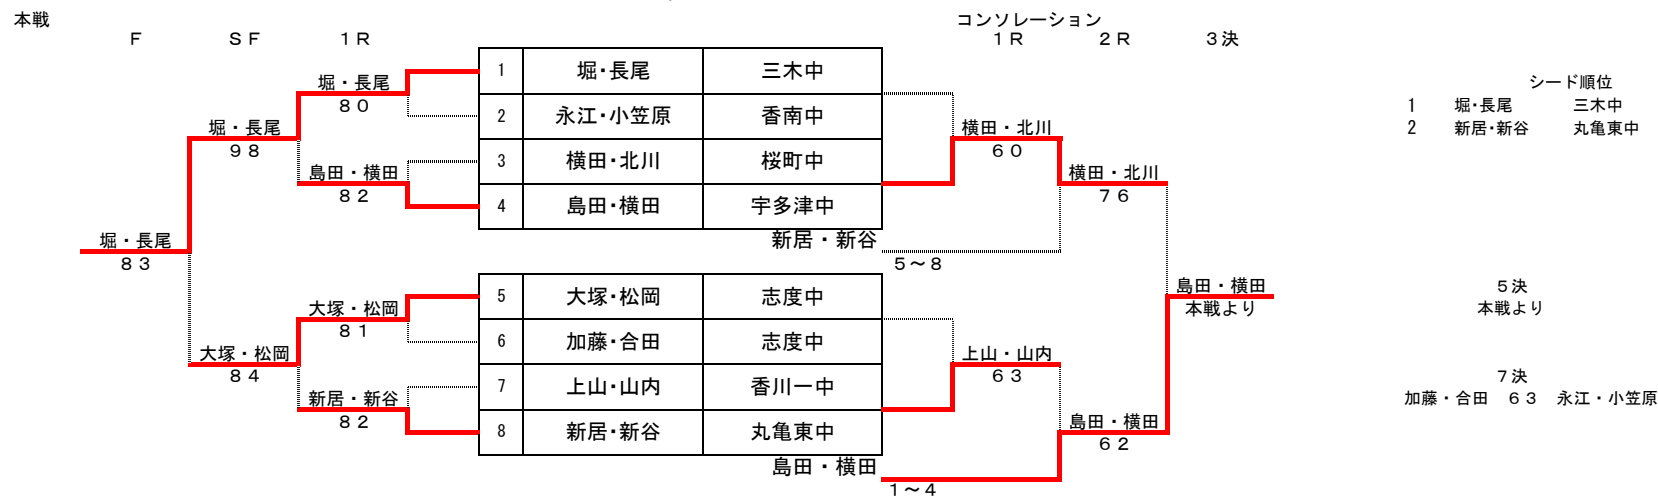 本戦
コンソレーション
Ｆ ＳＦ １Ｒ
１Ｒ ２Ｒ ３決
1 堀・長尾 三木中
堀・長尾
８０
2 永江・小笠原 香南中
堀・長尾
９８
3 横田・北川 桜町中
島田・横田
８２
4 島田・横田 宇多津中
横田・北川
６０
横田・北川
７６
新居・新谷
５～８
堀・長尾
８３
シード順位
1 堀・長尾 三木中
2 新居・新谷 丸亀東中
5 大塚・松岡 志度中
大塚・松岡
８１
6 加藤・合田 志度中
大塚・松岡
８４
7 上山・山内 香川一中
新居・新谷
８２
8 新居・新谷 丸亀東中
上山・山内
６３
島田・横田
６２
島田・横田
１～４
島田・横田
本戦より
５決
本戦より
７決
加藤・合田 ６３ 永江・小笠原